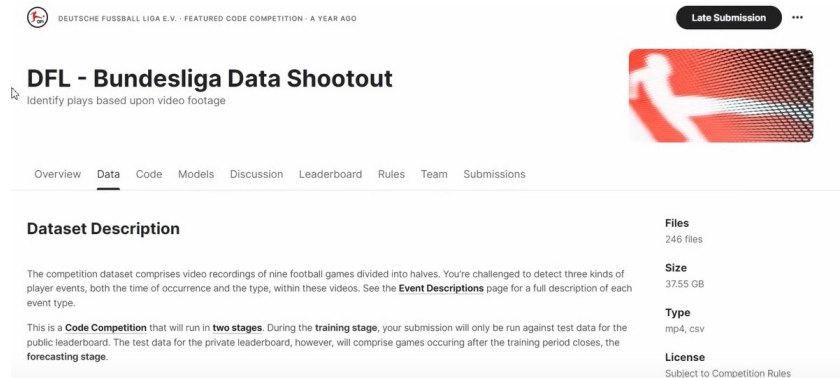 DEUTSCHE FUSSBALL LIGA E.V. · FEATURED CODE COMPETITION · A YEAR AGO
Late Submission
DFL - Bundesliga Data Shootout
Identify plays based upon video footage
Overview Data Code Models Discussion Leaderboard Rules Team Submissions
Dataset Description
The competition dataset comprises video recordings of nine football games divided into halves. You're challenged to detect three kinds of
player events, both the time of occurrence and the type, within these videos. See the Event Descriptions page for a full description of each
event type.
This is a Code Competition that will run in two stages. During the training stage, your submission will only be run against test data for the
public leaderboard. The test data for the private leaderboard, however, will comprise games occuring after the training period closes, the
forecasting stage.
Files
246 files
Size
37.55 GB
Type
mp4, csv
License
Subject to Competition Rules